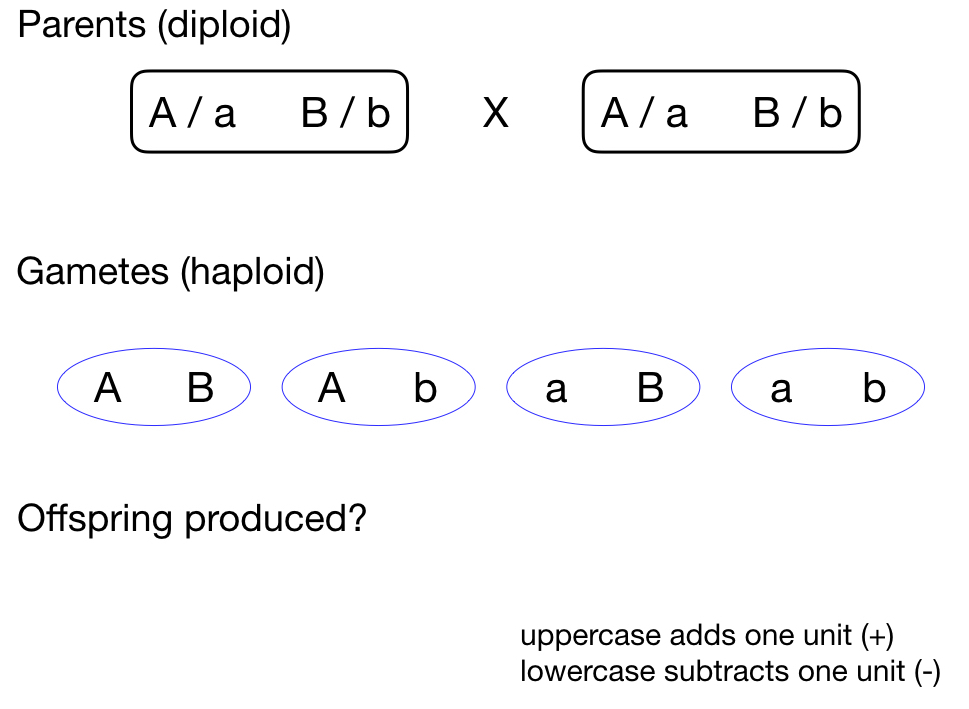 Parents (diploid)
A / a B / b X A / a B / b
Gametes (haploid)
A B A b a B a b
Offspring produced?
uppercase adds one unit (+)
lowercase subtracts one unit (-)